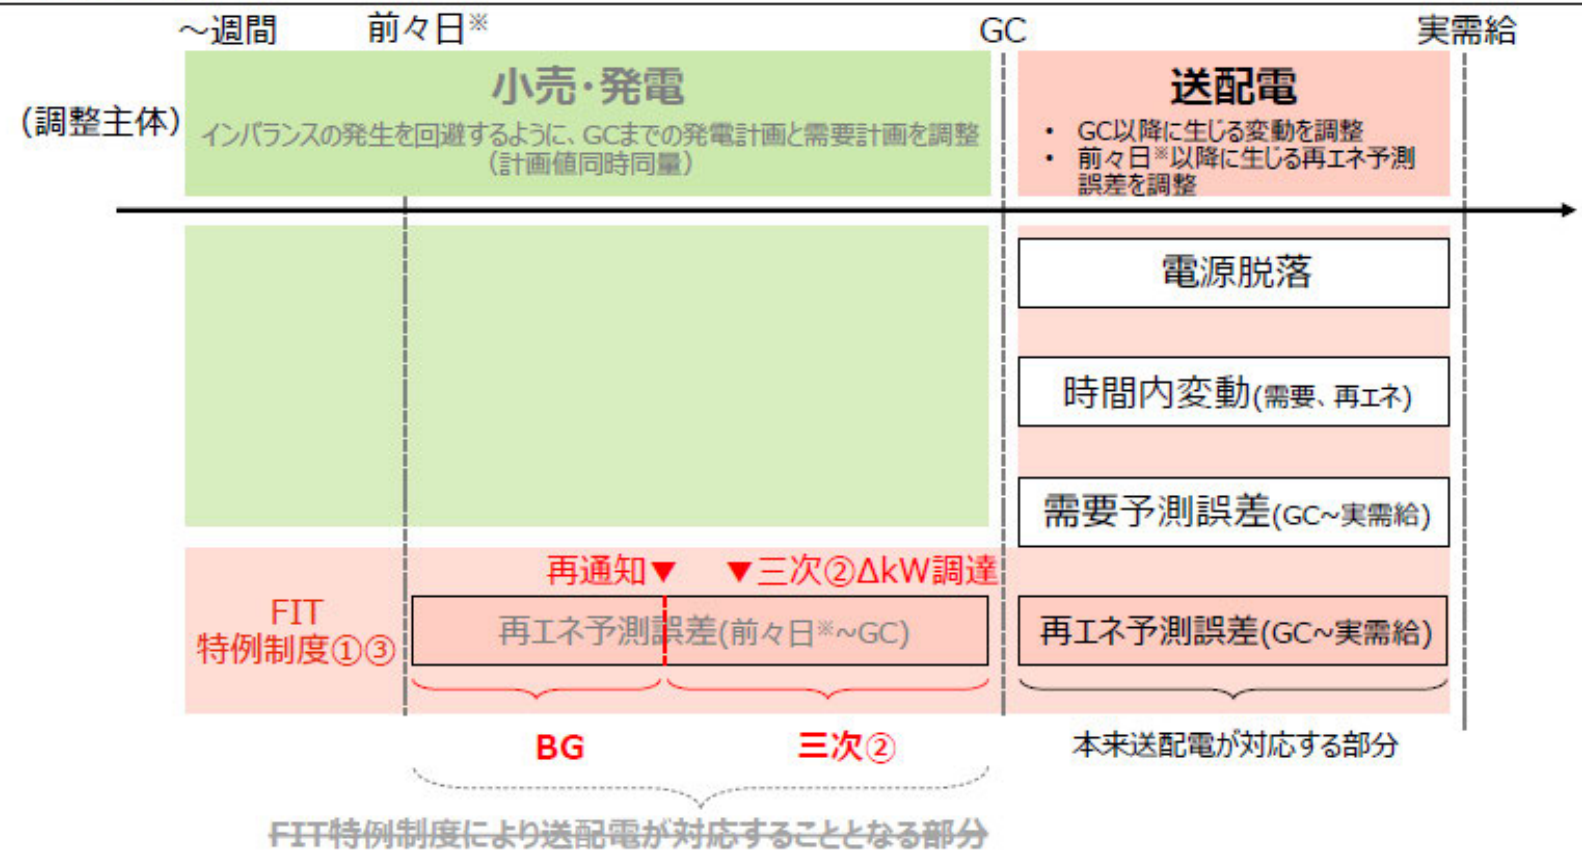 ～週間
前々日※
GC
実需給
(調整主体)
小売・発電
インバランスの発生を回避するように、GCまでの発電計画と需要計画を調整
（計画値同時同量）
送配電
・ GC以降に生じる変動を調整
・ 前々日※以降に生じる再エネ予測
誤差を調整
電源脱落
時間内変動(需要、再エネ)
需要予測誤差(GC~実需給)
再通知▼
▼三次②ΔkW調達
FIT
特例制度①③
再エネ予測誤差(前々日※~GC)
再エネ予測誤差(GC~実需給)
BG
三次②
本来送配電が対応する部分
FIT特例制度により送配電が対応することとなる部分